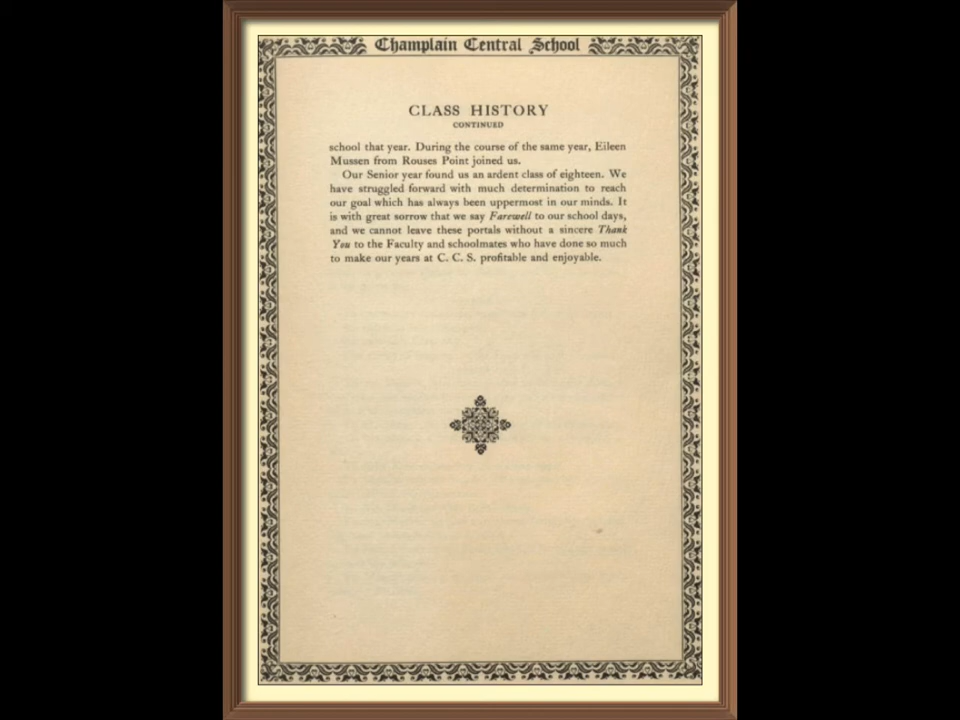 Champlain Central School
CLASS HISTORY
CONTINUED
school that year. During the course of the same year, Eileen
Mussen from Rouses Point joined us.
Our Senior year found us an ardent class of eighteen. We
have struggled forward with much determination to reach
our goal which has always been uppermost in our minds. It
is with great sorrow that we say Farewell to our school days,
and we cannot leave these portals without a sincere Thank
You to the Faculty and schoolmates who have done so much
to make our years at C. C. S. profitable and enjoyable.